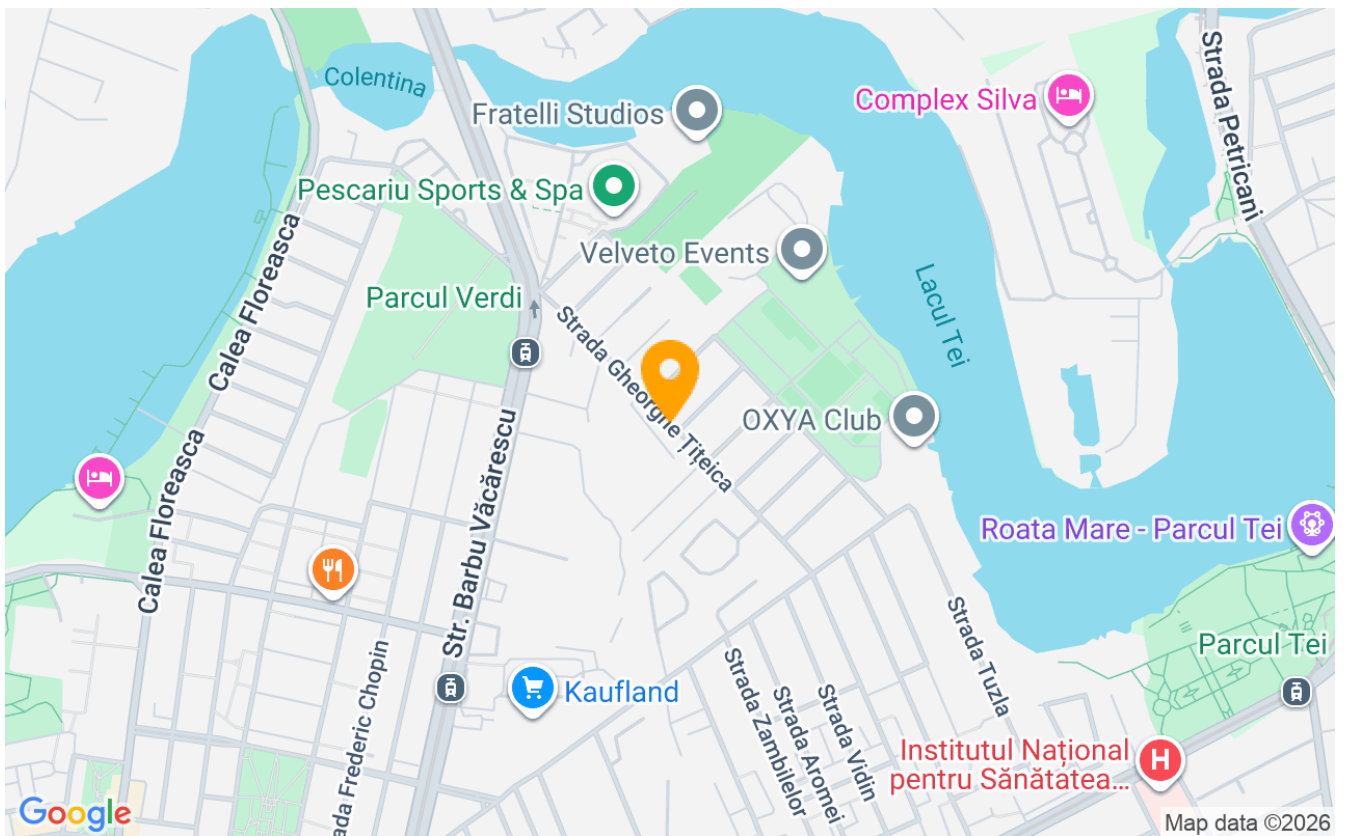 Colentina
Fratelli Studios
Complex Silva
Strada Petricani
Pescariu Sports & Spa
Velveto Events
Calea Floreasca
Parcul Verdi
Lacul Tei
Strada Gheorghe Țițeica
OXYA Club
Calea Floreasca
Str. Barbu Văcărescu
Roata Mare - Parcul Tei
Strada Tuzla
Parcul Tei
Kaufland
Strada Zambilelor
Strada Aromei
Strada Vidin
ada Frederic Chopin
Institutul Național
pentru Sănătatea...
H
Google
Map data ©2026